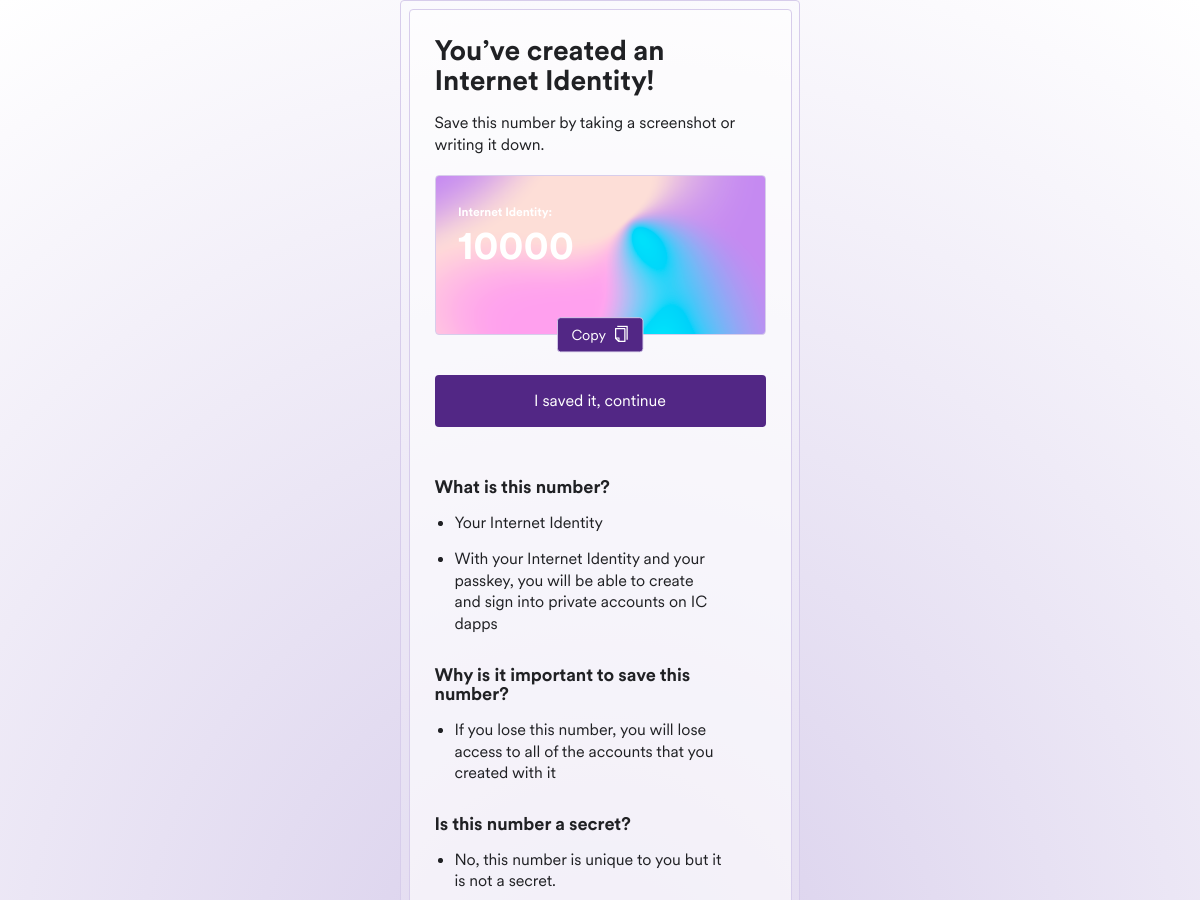 You’ve created an
Internet Identity!
Save this number by taking a screenshot or
writing it down.
Internet Identity:
10000
Copy
I saved it, continue
What is this number?
• Your Internet Identity
• With your Internet Identity and your
passkey, you will be able to create
and sign into private accounts on IC
dapps
Why is it important to save this
number?
• If you lose this number, you will lose
access to all of the accounts that you
created with it
Is this number a secret?
• No, this number is unique to you but it
is not a secret.